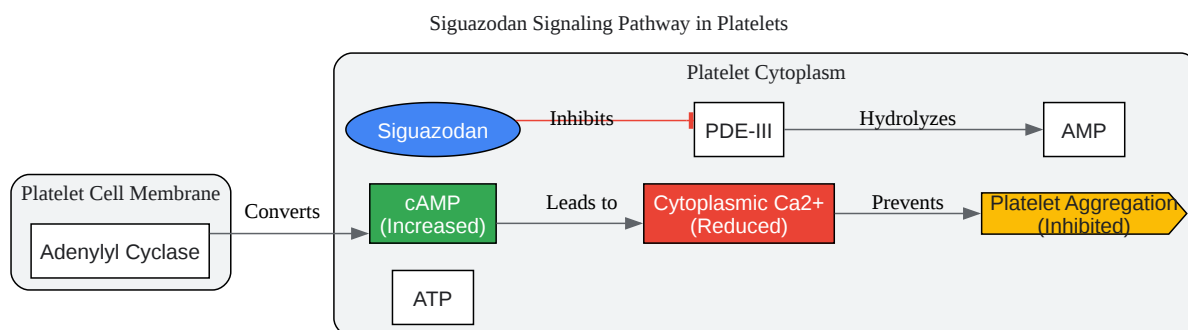 Siguazodan Signaling Pathway in Platelets
Platelet Cytoplasm
Siguazodan
Inhibits
PDE-III
Hydrolyzes
AMP
Platelet Cell Membrane
Adenylyl Cyclase
Converts
cAMP
(Increased)
Leads to
Cytoplasmic Ca2+
(Reduced)
Prevents
Platelet Aggregation
(Inhibited)
ATP